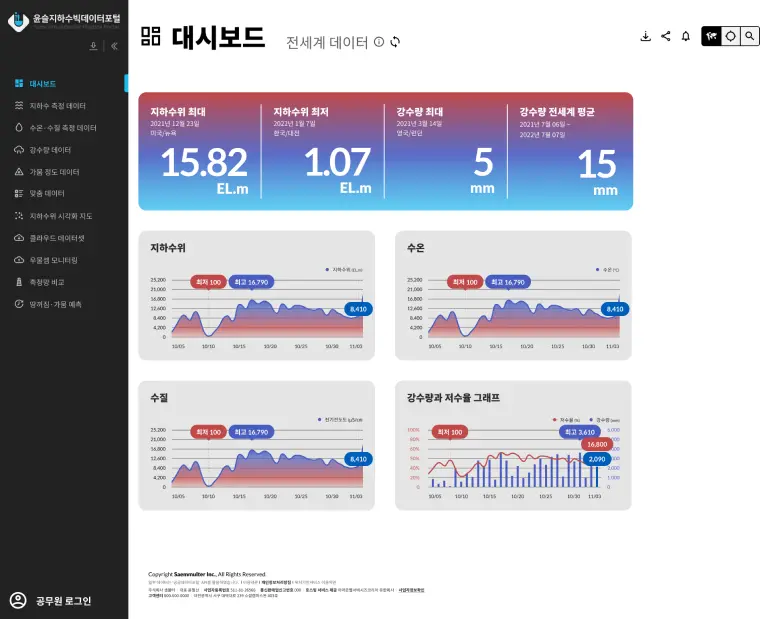 윤슬지하수빅데이터포털
대시보드
지하수 측정 데이터
수온·수질 측정 데이터
강수량 데이터
가뭄 정도 데이터
맞춤 데이터
지하수위 시각화 지도
클라우드 데이터셋
우물셈 모니터링
측정망 비교
땅꺼짐·가뭄 예측
공무원 로그인
대시보드 전세계 데이터
지하수위 최대
2021년 12월 23일
미국/뉴욕
15.82
EL.m
지하수위 최저
2022년 1월 7일
한국/대전
1.07
EL.m
강수량 최대
2021년 3월 14일
영국/런던
5
mm
강수량 전세계 평균
2021년 7월 06일 ~
2022년 7월 07일
15
mm
지하수위
지하수위 (EL.m)
최저 100 최고 16,790
8,410
25,200
21,000
16,800
12,600
8,400
4,200
0
10/05 10/10 10/15 10/20 10/25 10/30 11/03
수온
수온 (°C)
최저 100 최고 16,790
8,410
25,200
21,000
16,800
12,600
8,400
4,200
0
10/05 10/10 10/15 10/20 10/25 10/30 11/03
수질
전기전도도 (µS/cm)
최저 100 최고 16,790
8,410
25,200
21,000
16,800
12,600
8,400
4,200
0
10/05 10/10 10/15 10/20 10/25 10/30 11/03
강수량과 저수율 그래프
저수율 (%) 강수량 (mm)
최저 100 최고 3,610
16,800
2,090
100%
80%
60%
40%
20%
0
6,000
5,000
3,000
2,000
1,000
0
10/05 10/10 10/15 10/20 10/25 10/30 11/03
Copyright Saemmulter Inc., All Rights Reserved.